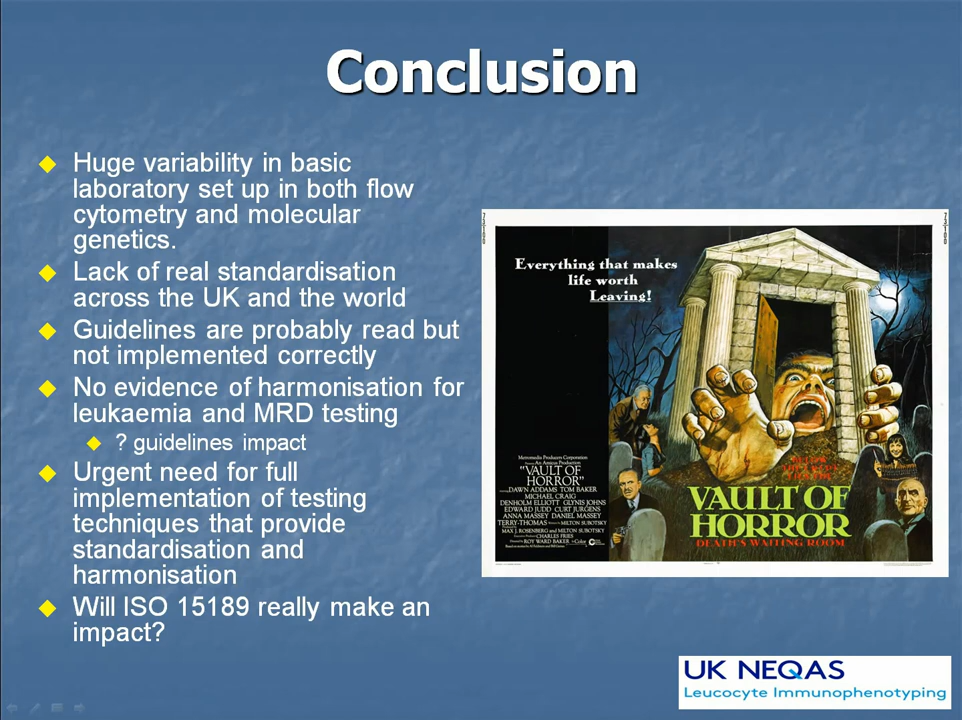 Conclusion
Huge variability in basic
laboratory set up in both flow
cytometry and molecular
genetics.
Lack of real standardisation
across the UK and the world
Guidelines are probably read but
not implemented correctly
No evidence of harmonisation for
leukaemia and MRD testing
? guidelines impact
Urgent need for full
implementation of testing
techniques that provide
standardisation and
harmonisation
Will ISO 15189 really make an
impact?
Everything that makes
life worth
Leaving!
Metromedia Producers Corporation
An Amicus Production
"VAULT OF
HORROR"
DAWN ADDAMS TOM BAKER
MICHAEL CRAIG
DENHOLM ELLIOTT GLYNIS JOHNS
EDWARD JUDD CURT JURGENS
ANNA MASSEY DANIEL MASSEY
TERRY-THOMAS MILTON SUBOTSKY
MAX J. ROSENBERG and MILTON SUBOTSKY
CHARLES FRIES
ROY WARD BAKER Color
VAULT OF
HORROR
DEATH'S WAITING ROOM
UK NEQAS
Leucocyte Immunophenotyping